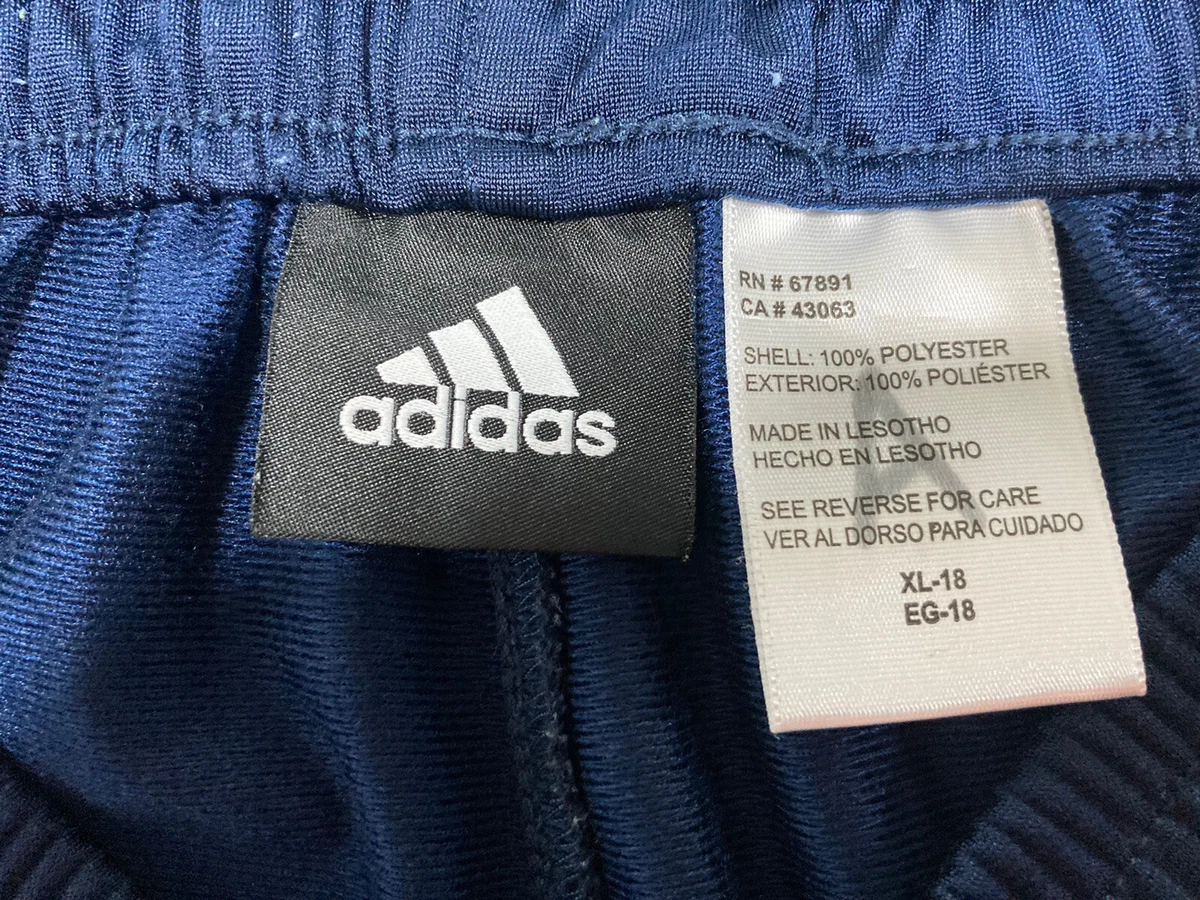 adidas
RN # 67891
CA # 43063
SHELL: 100% POLYESTER
EXTERIOR: 100% POLIÉSTER
MADE IN LESOTHO
HECHO EN LESOTHO
SEE REVERSE FOR CARE
VER AL DORSO PARA CUIDADO
XL-18
EG-18